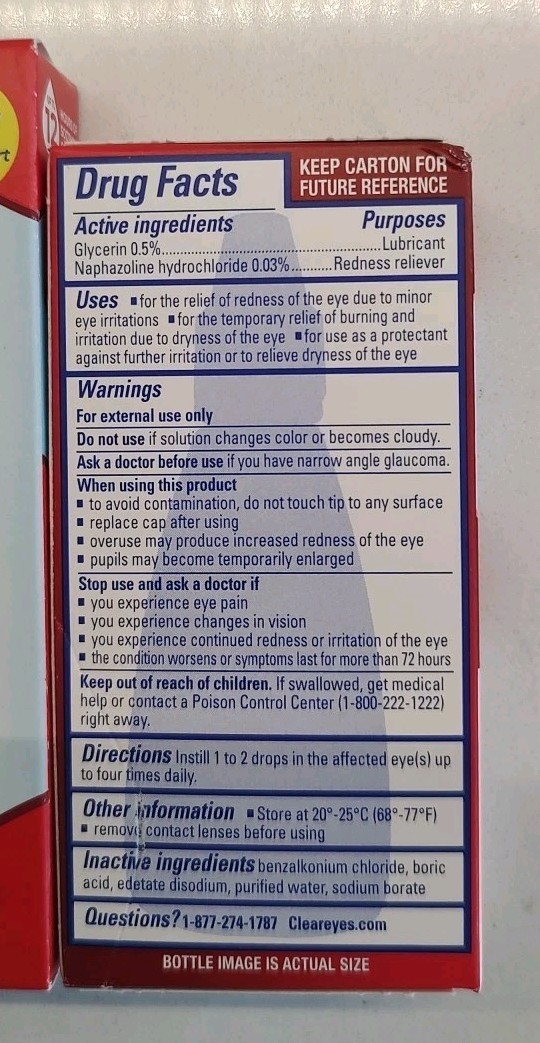 12
Drug Facts
KEEP CARTON FOR
FUTURE REFERENCE
Active ingredients Purposes
Glycerin 0.5%.......................................................Lubricant
Naphazoline hydrochloride 0.03%...........Redness reliever
Uses ■ for the relief of redness of the eye due to minor
eye irritations ■ for the temporary relief of burning and
irritation due to dryness of the eye ■ for use as a protectant
against further irritation or to relieve dryness of the eye
Warnings
For external use only
Do not use if solution changes color or becomes cloudy.
Ask a doctor before use if you have narrow angle glaucoma.
When using this product
■ to avoid contamination, do not touch tip to any surface
■ replace cap after using
■ overuse may produce increased redness of the eye
■ pupils may become temporarily enlarged
Stop use and ask a doctor if
■ you experience eye pain
■ you experience changes in vision
■ you experience continued redness or irritation of the eye
■ the condition worsens or symptoms last for more than 72 hours
Keep out of reach of children. If swallowed, get medical
help or contact a Poison Control Center (1-800-222-1222)
right away.
Directions Instill 1 to 2 drops in the affected eye(s) up
to four times daily.
Other information ■ Store at 20°-25°C (68°-77°F)
■ remove contact lenses before using
Inactive ingredients benzalkonium chloride, boric
acid, edetate disodium, purified water, sodium borate
Questions? 1-877-274-1787 Cleareyes.com
BOTTLE IMAGE IS ACTUAL SIZE